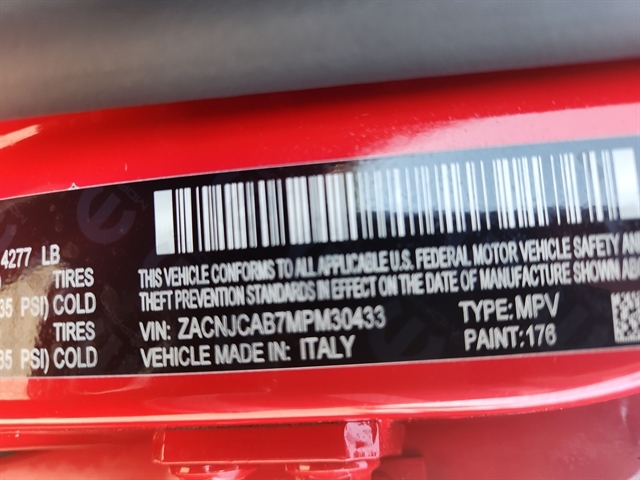 4277 LB
TIRES
35 PSI) COLD
TIRES
35 PSI) COLD
THIS VEHICLE CONFORMS TO ALL APPLICABLE U.S. FEDERAL MOTOR VEHICLE SAFETY AND
THEFT PREVENTION STANDARDS IN EFFECT ON THE DATE OF MANUFACTURE SHOWN ABO
VIN: ZACNJCAB7MPM30433 TYPE: MPV
VEHICLE MADE IN: ITALY PAINT:176